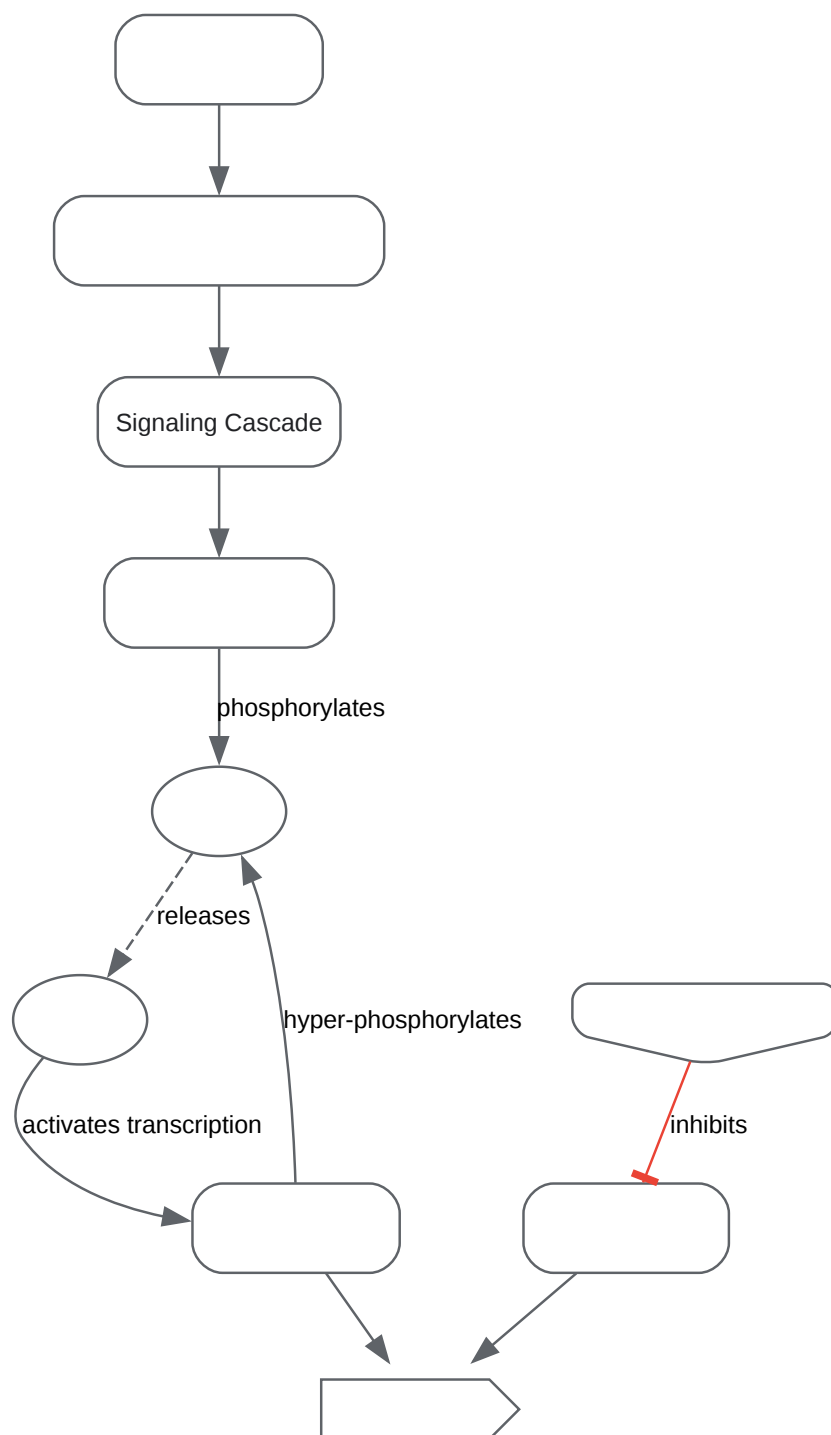 Signaling Cascade
phosphorylates
releases
hyper-phosphorylates
activates transcription
inhibits